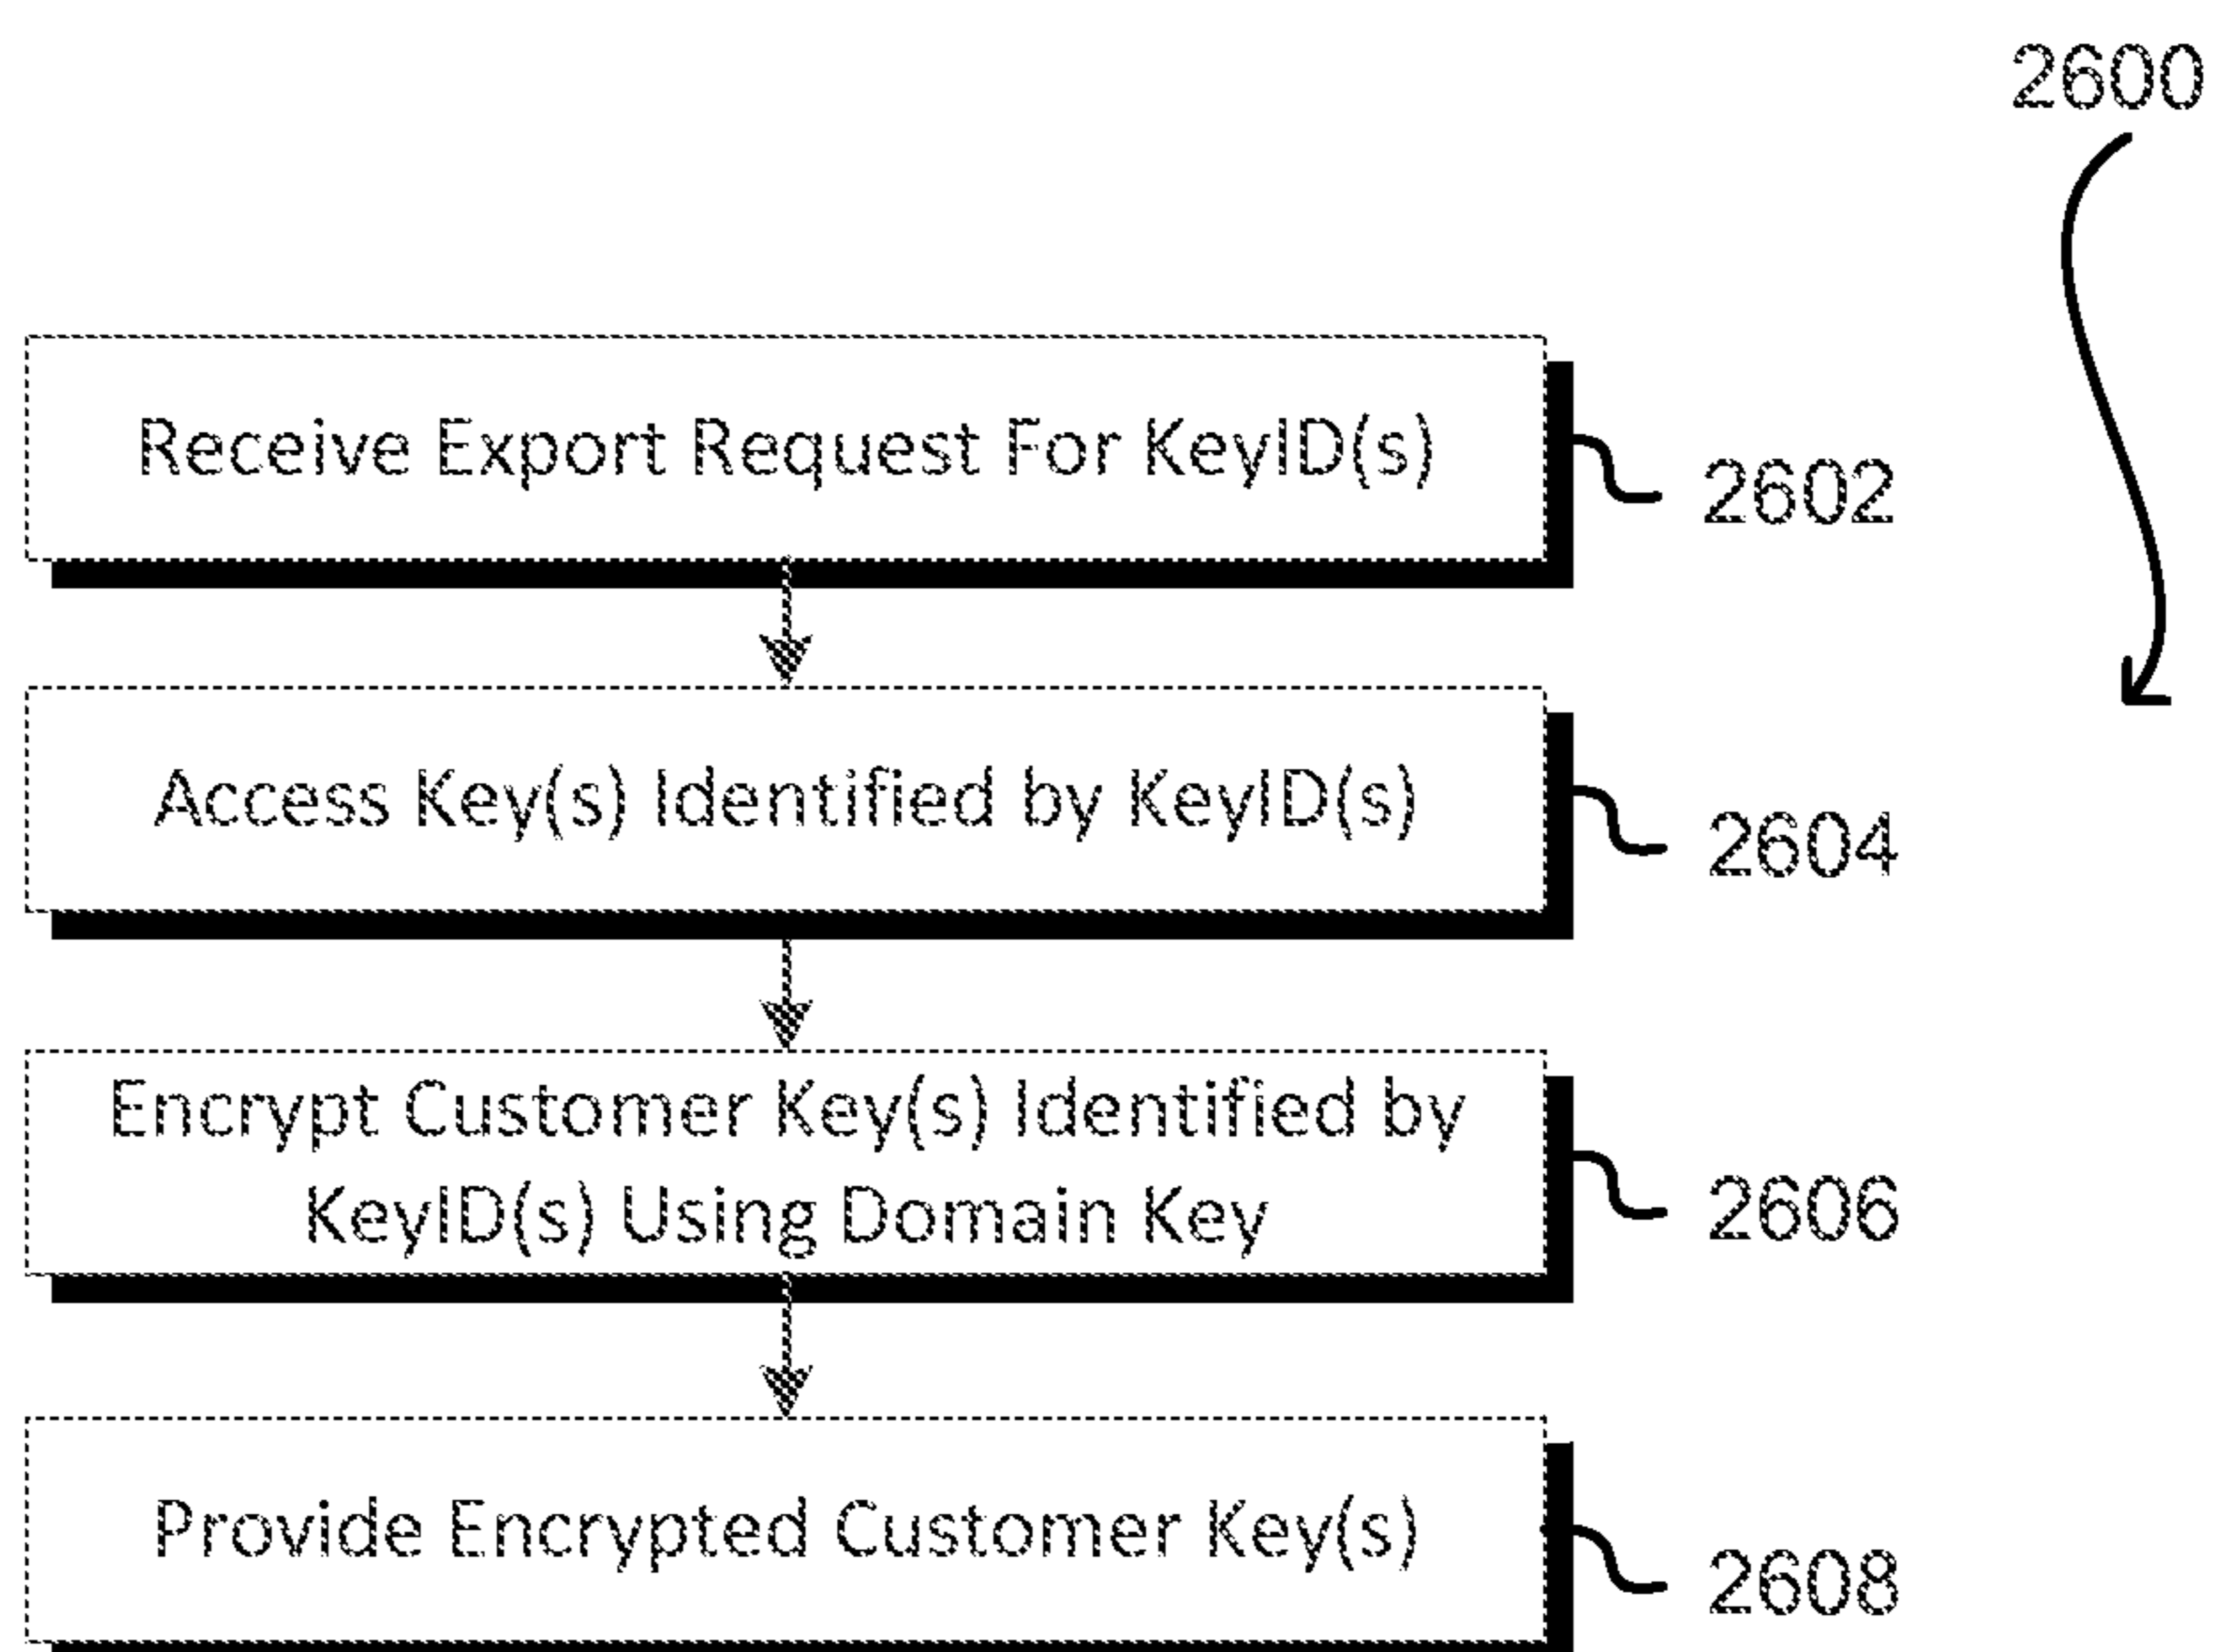 2600
Receive Export Request For KeyID(s)
2602
Access Key(s) Identified by KeyID(s)
2604
Encrypt Customer Key(s) Identified by
KeyID(s) Using Domain Key
2606
Provide Encrypted Customer Key(s)
2608